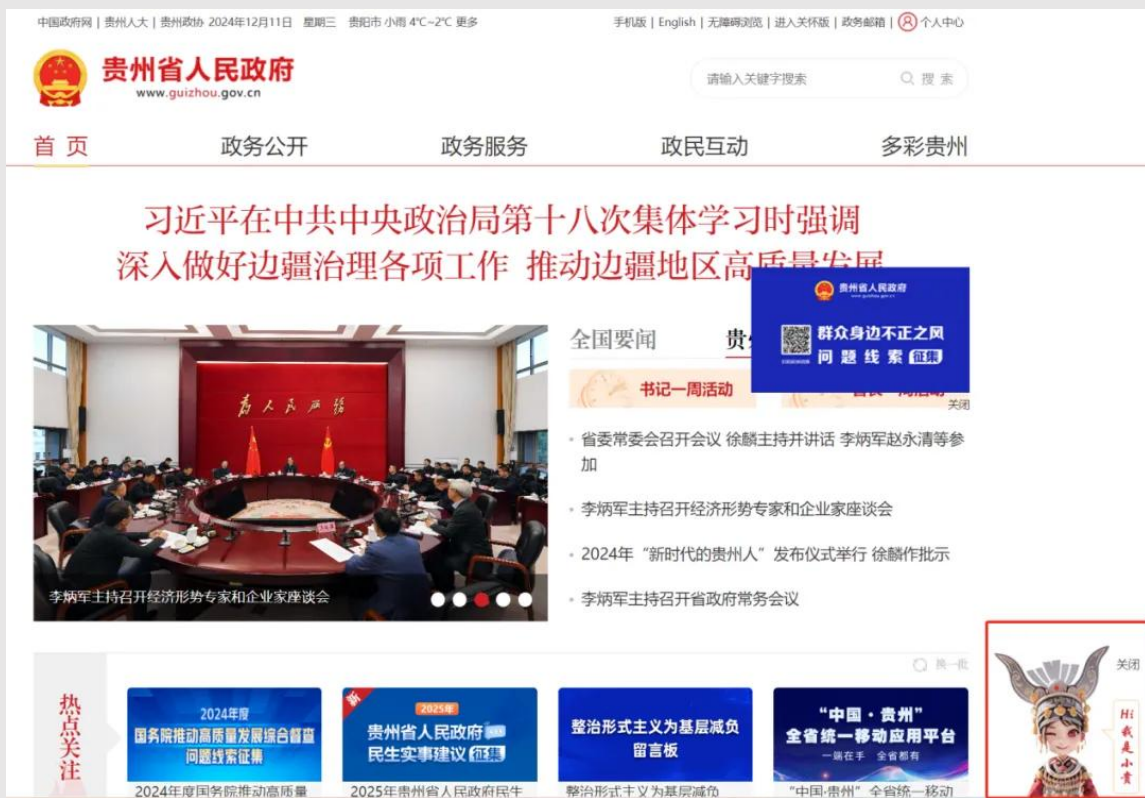 中国政府网 | 贵州人大 | 贵州政协 2024年12月11日 星期三 贵阳市 小雨 4℃~2℃ 更多
手机版 | English | 无障碍浏览 | 进入关怀版 | 政务邮箱 | 个人中心
贵州省人民政府
www.guizhou.gov.cn
请输入关键字搜索
搜 索
首 页
政务公开
政务服务
政民互动
多彩贵州
习近平在中共中央政治局第十八次集体学习时强调
深入做好边疆治理各项工作 推动边疆地区高质量发展
贵州省人民政府
群众身边不正之风
问 题 线 索 征集
关闭
为人民服务
李炳军主持召开经济形势专家和企业家座谈会
全国要闻
贵
书记一周活动
一周活动
省委常委会召开会议 徐麟主持并讲话 李炳军赵永清等参
加
李炳军主持召开经济形势专家和企业家座谈会
2024年“新时代的贵州人”发布仪式举行 徐麟作批示
李炳军主持召开省政府常务会议
换一批
热点关注
2024年度
国务院推动高质量发展综合督查
问题线索征集
2024年度国务院推动高质量
新
2025年
贵州省人民政府
民生实事建议 征集
2025年贵州省人民政府民生
整治形式主义为基层减负
留言板
整治形式主义为基层减负
“中国·贵州”
全省统一移动应用平台
一端在手 全省都有
“中国·贵州”全省统一移动
关闭
Hi
我是小贵